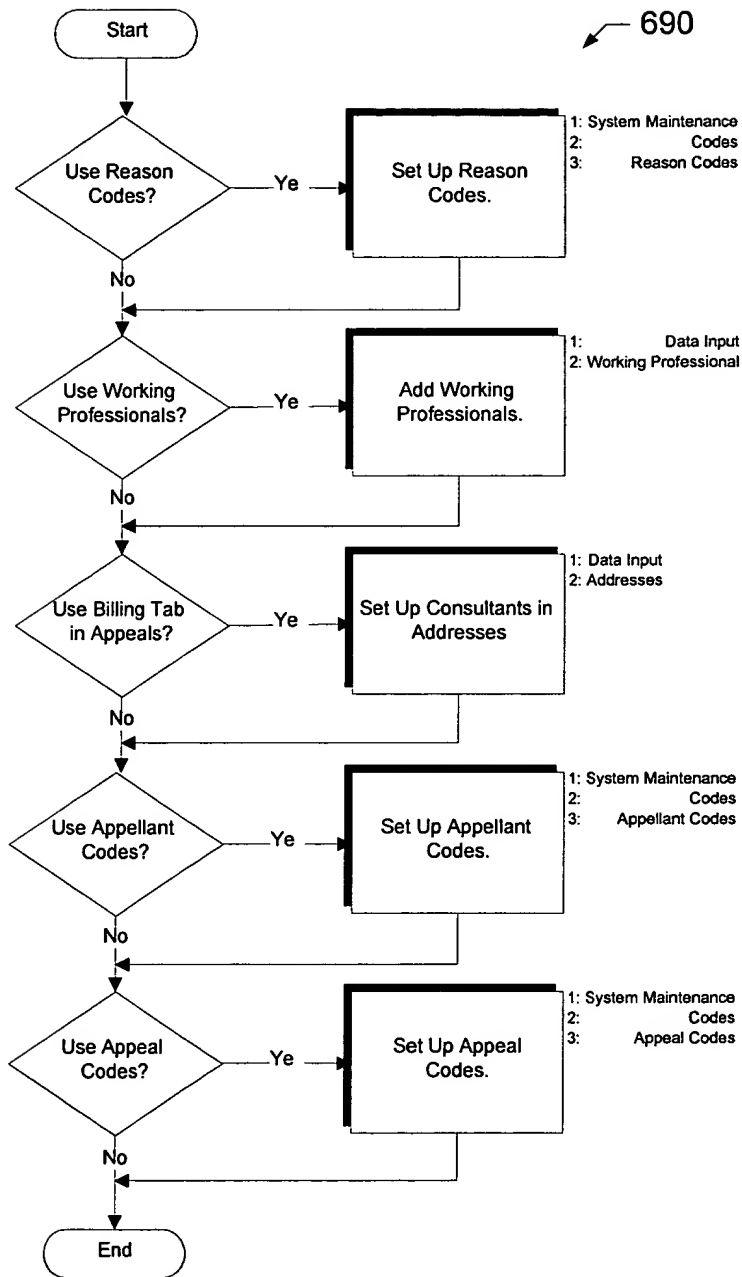 Start
690
Use Reason
Codes?
Ye
Set Up Reason
Codes.
1: System Maintenance
2: Codes
3: Reason Codes
No
Use Working
Professionals?
Ye
Add Working
Professionals.
1: Data Input
2: Working Professional
No
Use Billing Tab
in Appeals?
Ye
Set Up Consultants in
Addresses
1: Data Input
2: Addresses
No
Use Appellant
Codes?
Ye
Set Up Appellant
Codes.
1: System Maintenance
2: Codes
3: Appellant Codes
No
Use Appeal
Codes?
Ye
Set Up Appeal
Codes.
1: System Maintenance
2: Codes
3: Appeal Codes
No
End